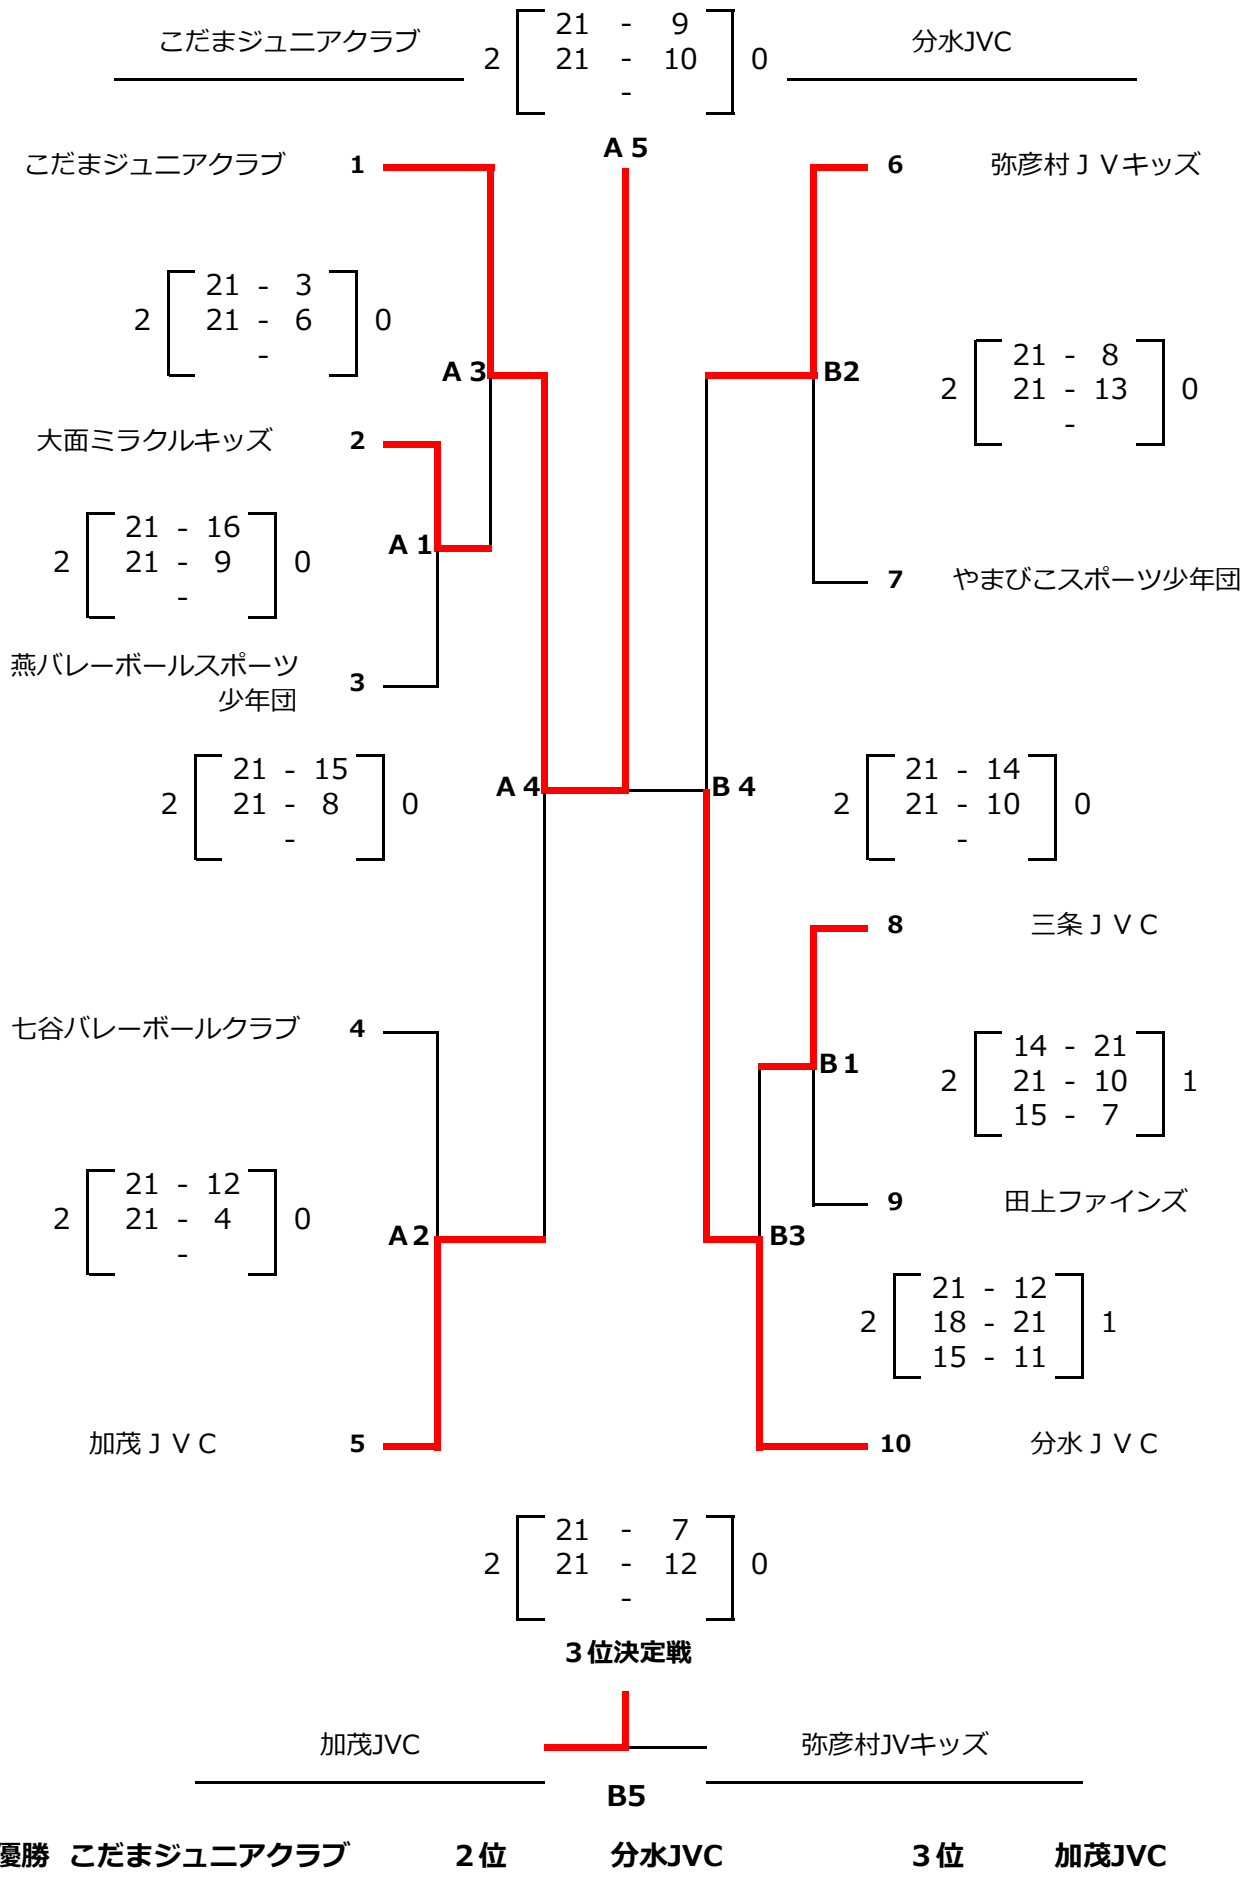 こだまジュニアクラブ 2 21 - 9 0 分水JVC
21 - 10
-
A 5
こだまジュニアクラブ 1
6 弥彦村ＪＶキッズ
2 21 - 3 0
21 - 6
-
A 3
B2
2 21 - 8 0
21 - 13
-
大面ミラクルキッズ 2
2 21 - 16 0
21 - 9
-
A 1
7 やまびこスポーツ少年団
燕バレーボールスポーツ
少年団 3
2 21 - 15 0
21 - 8
-
A 4
B 4
2 21 - 14 0
21 - 10
-
8 三条ＪＶＣ
七谷バレーボールクラブ 4
B 1
2 14 - 21 1
21 - 10
15 - 7
2 21 - 12 0
21 - 4
-
A 2
9 田上ファインズ
B3
2 21 - 12 1
18 - 21
15 - 11
加茂ＪＶＣ 5
10 分水ＪＶＣ
2 21 - 7 0
21 - 12
-
３位決定戦
加茂JVC 弥彦村JVキッズ
B5
優勝 こだまジュニアクラブ ２位 分水JVC ３位 加茂JVC